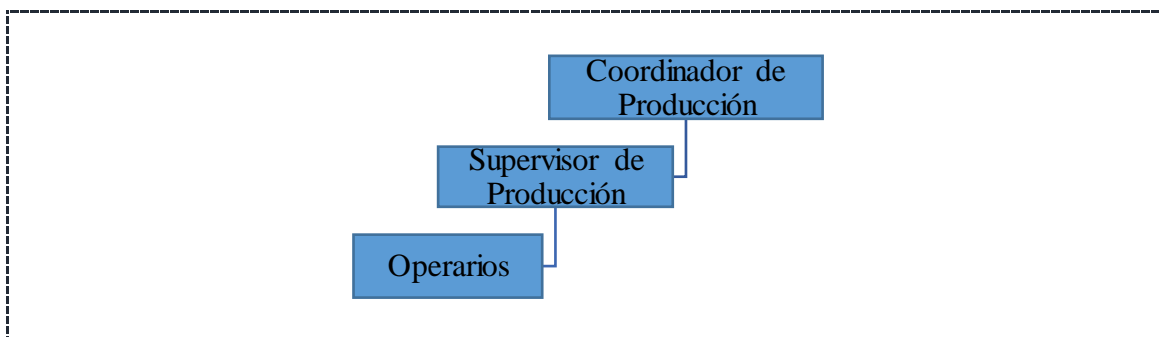 Coordinador de
Producción
Supervisor de
Producción
Operarios